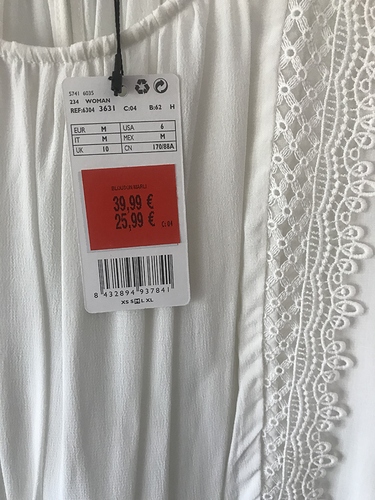 5741 6035
234 WOMAN
REF:6304 3631 C:04 B:62 H
EUR M USA 6
IT M MEX M
UK 10 CN 170/88A
39,99 €
25,99 €
8 432894 937841
XS S M L XL